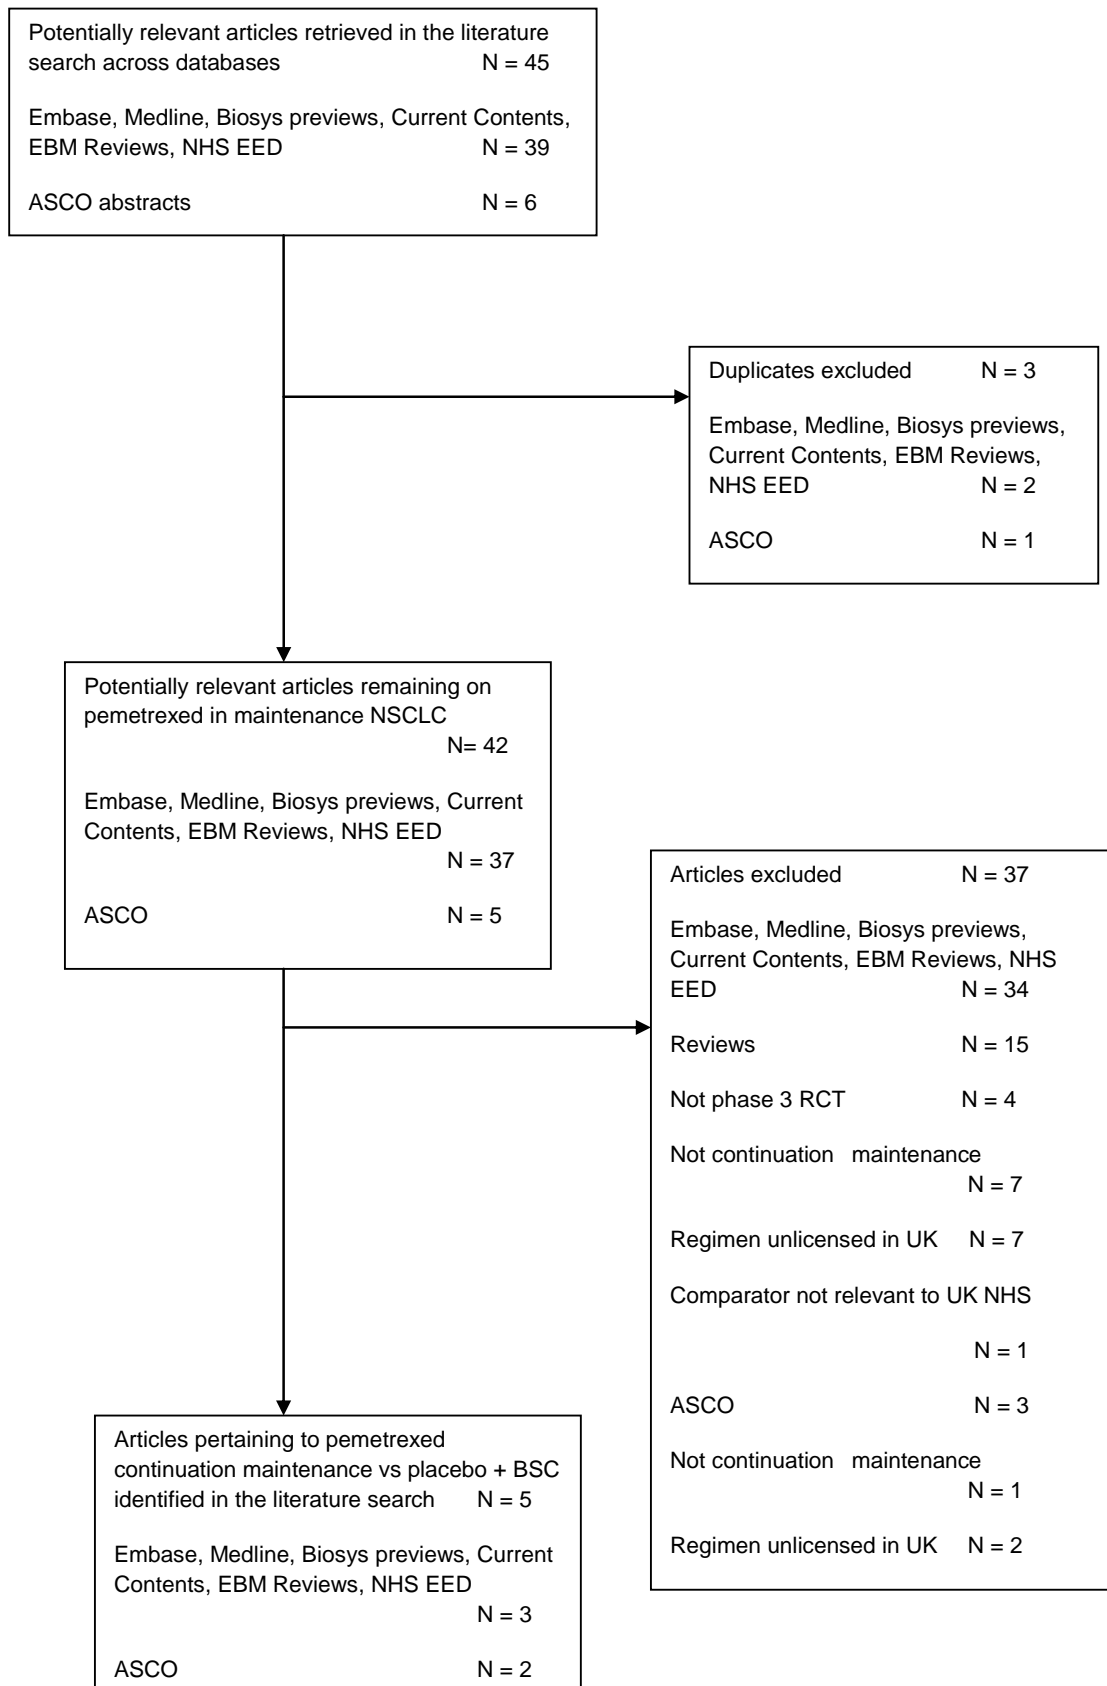 Potentially relevant articles retrieved in the literature
search across databases N = 45
Embase, Medline, Biosys previews, Current Contents,
EBM Reviews, NHS EED N = 39
ASCO abstracts N = 6
Duplicates excluded N = 3
Embase, Medline, Biosys previews,
Current Contents, EBM Reviews,
NHS EED N = 2
ASCO N = 1
Potentially relevant articles remaining on
pemetrexed in maintenance NSCLC
N= 42
Embase, Medline, Biosys previews, Current
Contents, EBM Reviews, NHS EED
N = 37
ASCO N = 5
Articles excluded N = 37
Embase, Medline, Biosys previews,
Current Contents, EBM Reviews, NHS
EED N = 34
Reviews N = 15
Not phase 3 RCT N = 4
Not continuation maintenance
N = 7
Regimen unlicensed in UK N = 7
Comparator not relevant to UK NHS
N = 1
ASCO N = 3
Not continuation maintenance
N = 1
Regimen unlicensed in UK N = 2
Articles pertaining to pemetrexed
continuation maintenance vs placebo + BSC
identified in the literature search N = 5
Embase, Medline, Biosys previews, Current
Contents, EBM Reviews, NHS EED
N = 3
ASCO N = 2